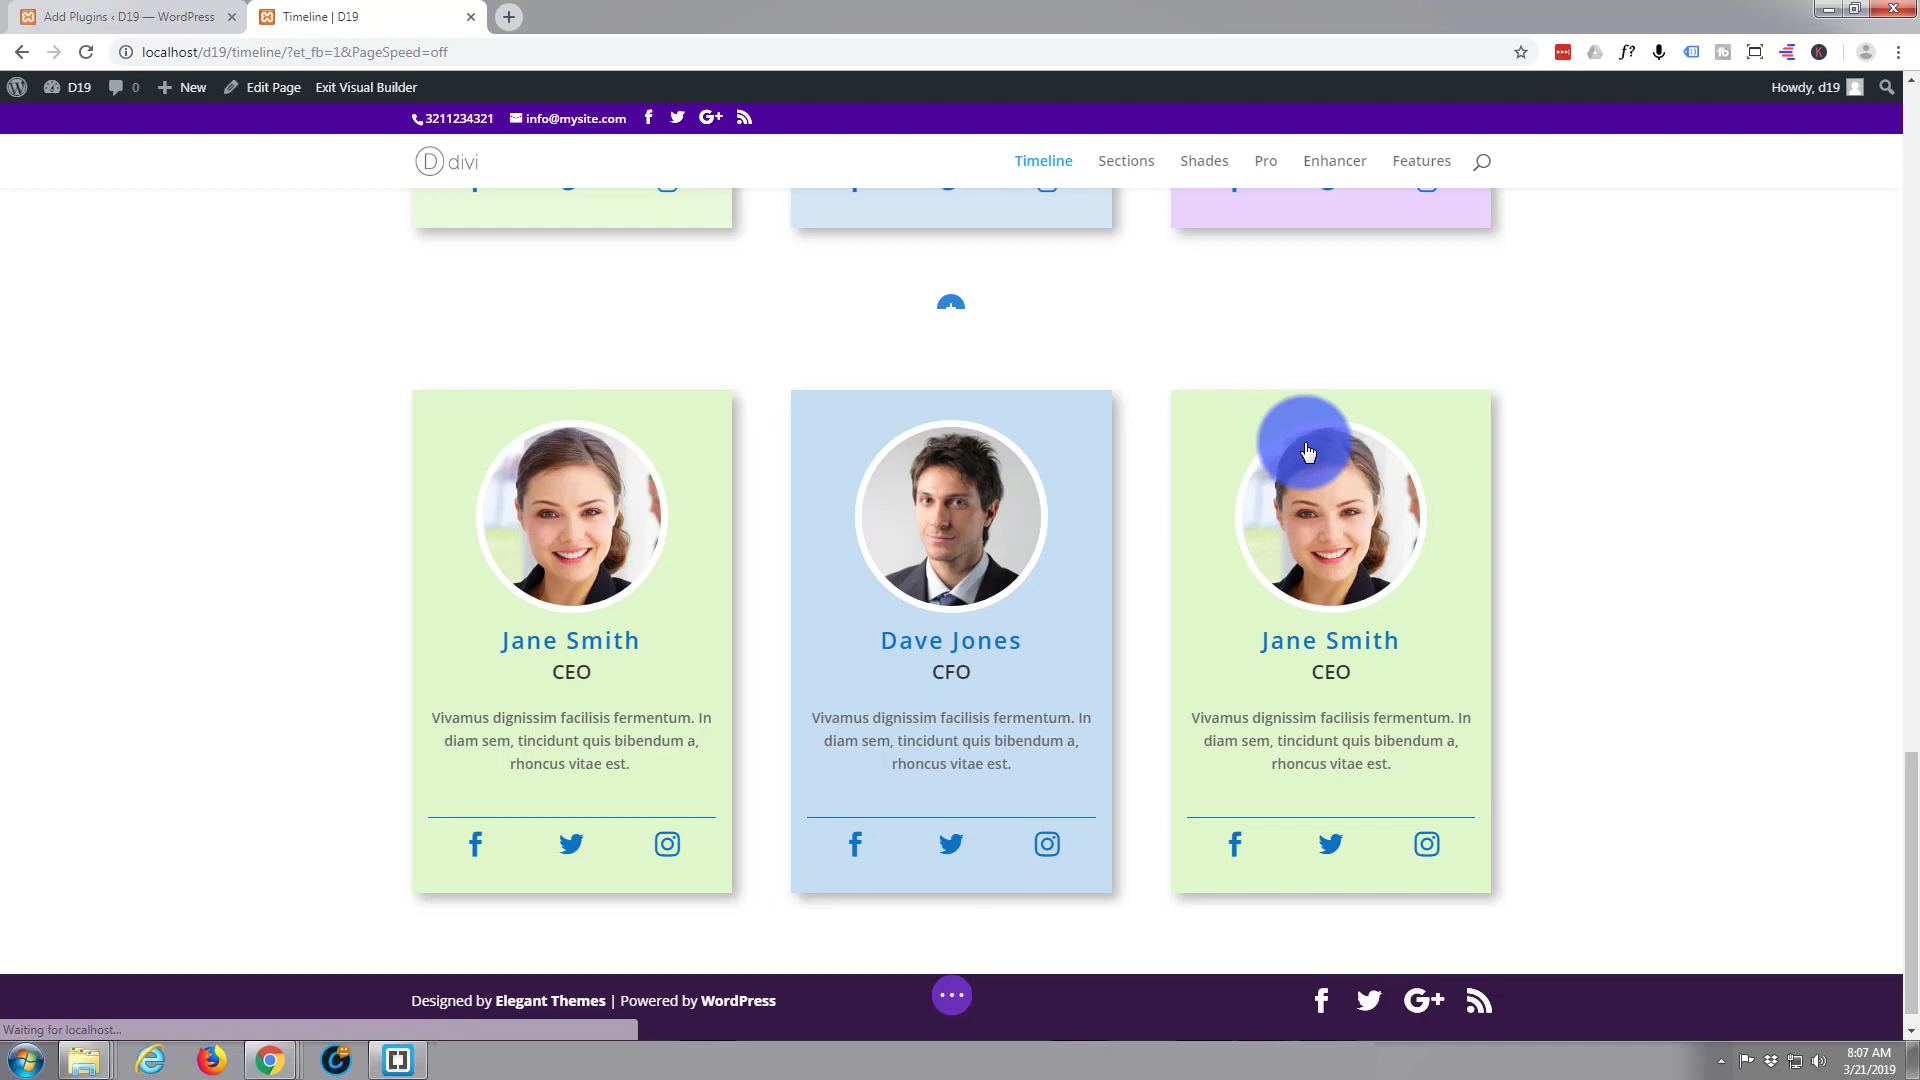 Add Plugins ‹ D19 — WordPress
Timeline | D19
localhost/d19/timeline/?et_fb=1&PageSpeed=off
D19
0
New
Edit Page
Exit Visual Builder
Howdy, d19
3211234321
info@mysite.com
D divi
Timeline
Sections
Shades
Pro
Enhancer
Features
Jane Smith
CEO
Vivamus dignissim facilisis fermentum. In
diam sem, tincidunt quis bibendum a,
rhoncus vitae est.
Dave Jones
CFO
Vivamus dignissim facilisis fermentum. In
diam sem, tincidunt quis bibendum a,
rhoncus vitae est.
Jane Smith
CEO
Vivamus dignissim facilisis fermentum. In
diam sem, tincidunt quis bibendum a,
rhoncus vitae est.
Designed by Elegant Themes | Powered by WordPress
Waiting for localhost...
8:07 AM
3/21/2019